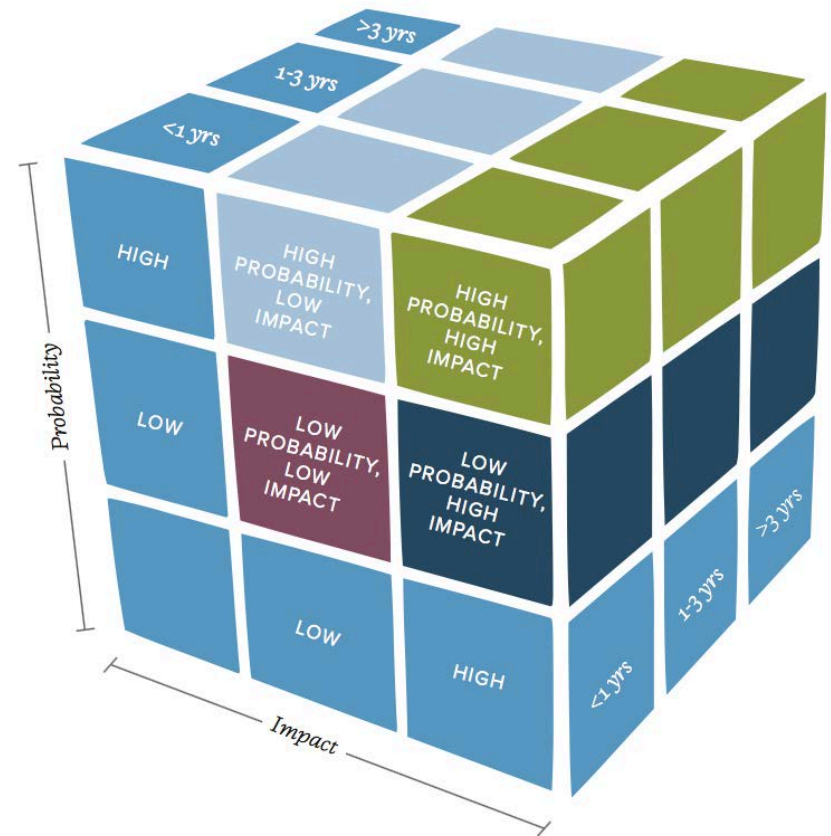 >3 yrs
1-3 yrs
<1 yrs
HIGH
HIGH
PROBABILITY,
LOW
IMPACT
HIGH
PROBABILITY,
HIGH
IMPACT
Probability
LOW
LOW
PROBABILITY,
LOW
IMPACT
LOW
PROBABILITY,
HIGH
IMPACT
LOW
HIGH
<1 yrs
1-3 yrs
>3 yrs
Impact